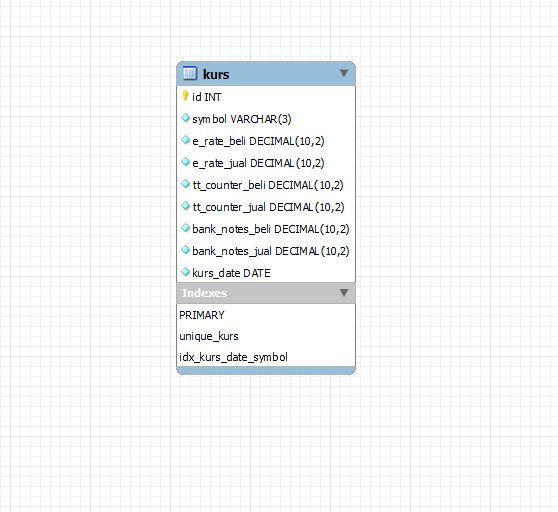 kurs
id INT
symbol VARCHAR(3)
e_rate_beli DECIMAL(10,2)
e_rate_jual DECIMAL(10,2)
tt_counter_beli DECIMAL(10,2)
tt_counter_jual DECIMAL(10,2)
bank_notes_beli DECIMAL(10,2)
bank_notes_jual DECIMAL(10,2)
kurs_date DATE
Indexes
PRIMARY
unique_kurs
idx_kurs_date_symbol